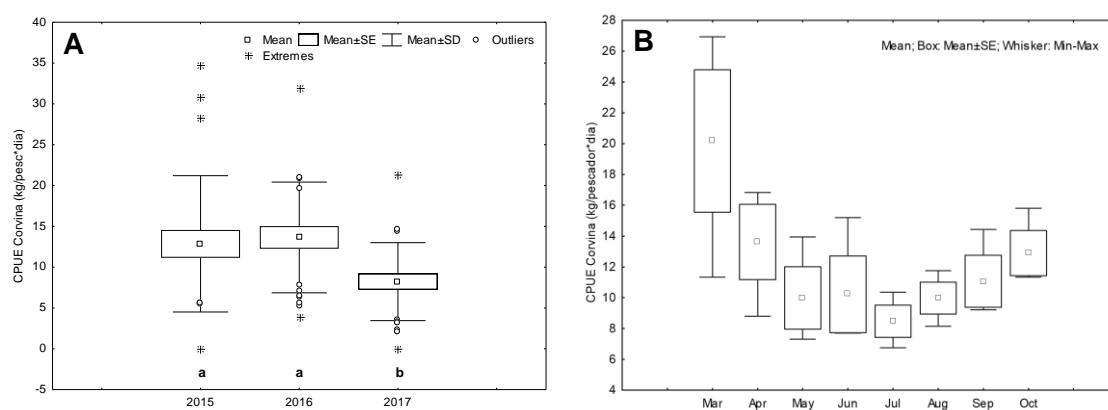 A
Mean Mean±SE Mean±SD Outliers
Extremes
CPUE Corvina (kg/pesc*dia)
40
35
30
25
20
15
10
5
0
-5
a a b
2015 2016 2017
B
Mean; Box: Mean±SE; Whisker: Min-Max
CPUE Corvina (kg/pescador*dia)
28
26
24
22
20
18
16
14
12
10
8
6
4
Mar Apr May Jun Jul Aug Sep Oct